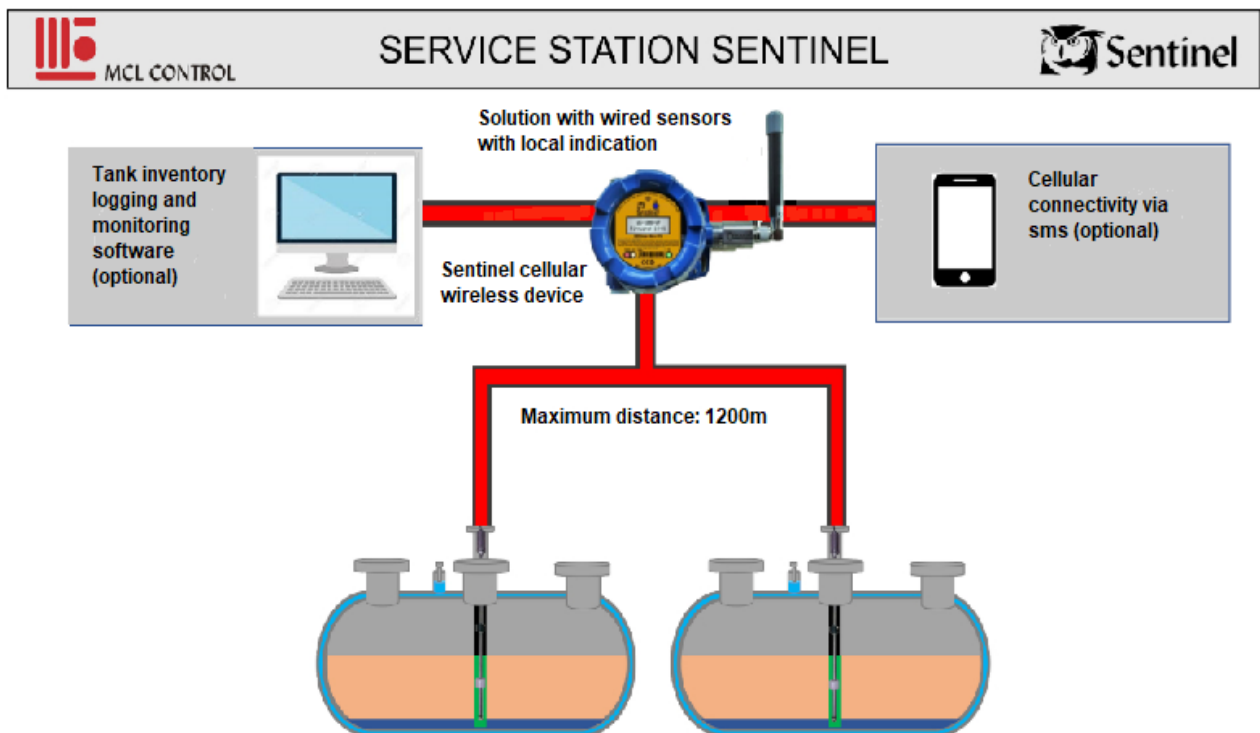 MCL CONTROL
SERVICE STATION SENTINEL
Sentinel
Solution with wired sensors
with local indication
Tank inventory
logging and
monitoring
software
(optional)
Cellular
connectivity via
sms (optional)
Sentinel cellular
wireless device
Maximum distance: 1200m